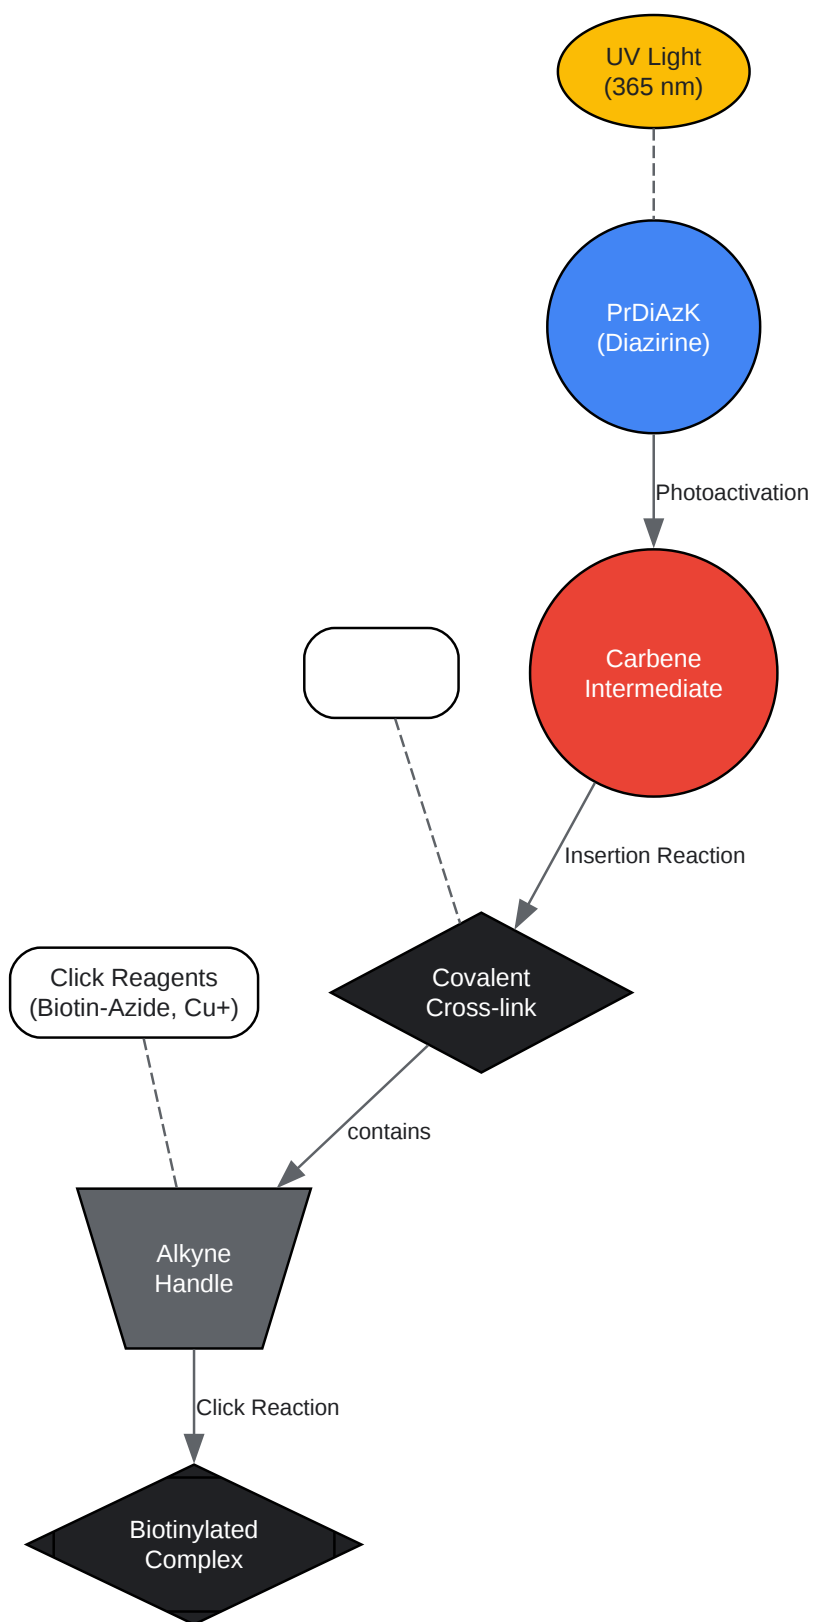 UV Light
(365 nm)
PrDiAzK
(Diazirine)
Photoactivation
Carbene
Intermediate
Insertion Reaction
Covalent
Cross-link
Click Reagents
(Biotin-Azide, Cu+)
contains
Alkyne
Handle
Click Reaction
Biotinylated
Complex